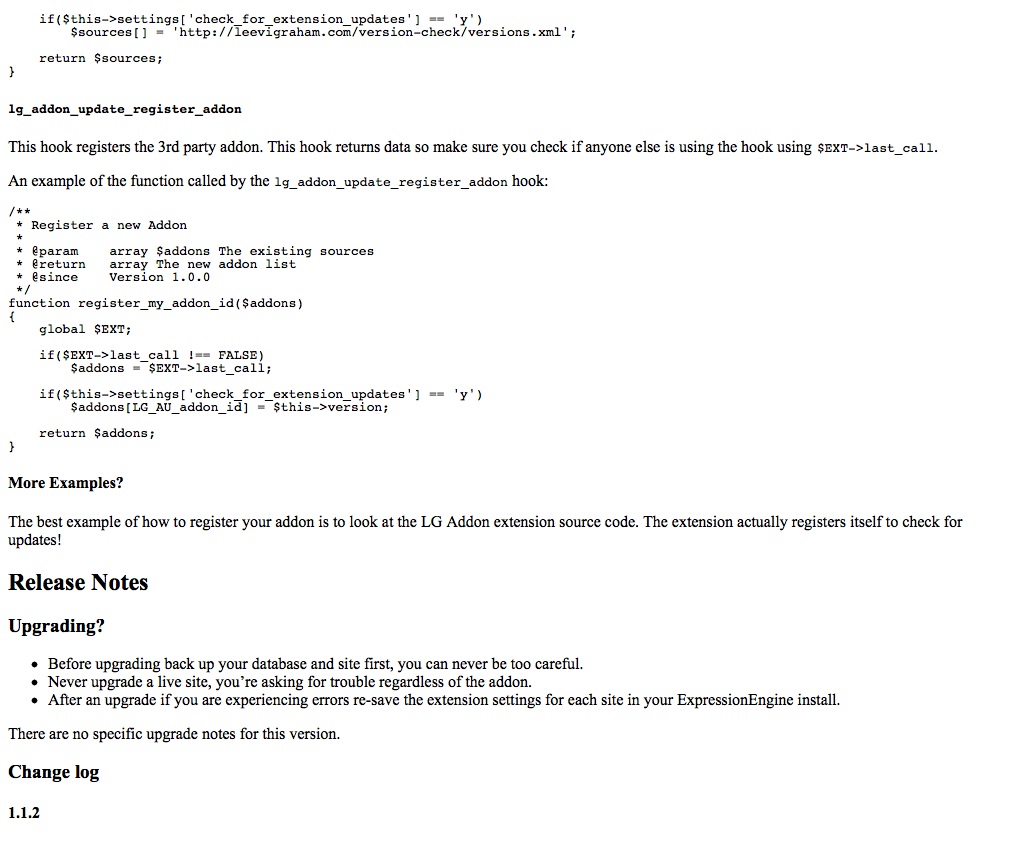 if($this->settings['check_for_extension_updates'] == 'y')
$sources[] = 'http://leevigraham.com/version-check/versions.xml';
return $sources;
}
lg_addon_update_register_addon
This hook registers the 3rd party addon. This hook returns data so make sure you check if anyone else is using the hook using $EXT->last_call.
An example of the function called by the lg_addon_update_register_addon hook:
/**
* Register a new Addon
*
* @param    array $addons The existing sources
* @return   array The new addon list
* @since    Version 1.0.0
*/
function register_my_addon_id($addons)
{
global $EXT;
if($EXT->last_call !== FALSE)
$addons = $EXT->last_call;
if($this->settings['check_for_extension_updates'] == 'y')
$addons[LG_AU_addon_id] = $this->version;
return $addons;
}
More Examples?
The best example of how to register your addon is to look at the LG Addon extension source code. The extension actually registers itself to check for
updates!
Release Notes
Upgrading?
• Before upgrading back up your database and site first, you can never be too careful.
• Never upgrade a live site, you’re asking for trouble regardless of the addon.
• After an upgrade if you are experiencing errors re-save the extension settings for each site in your ExpressionEngine install.
There are no specific upgrade notes for this version.
Change log
1.1.2